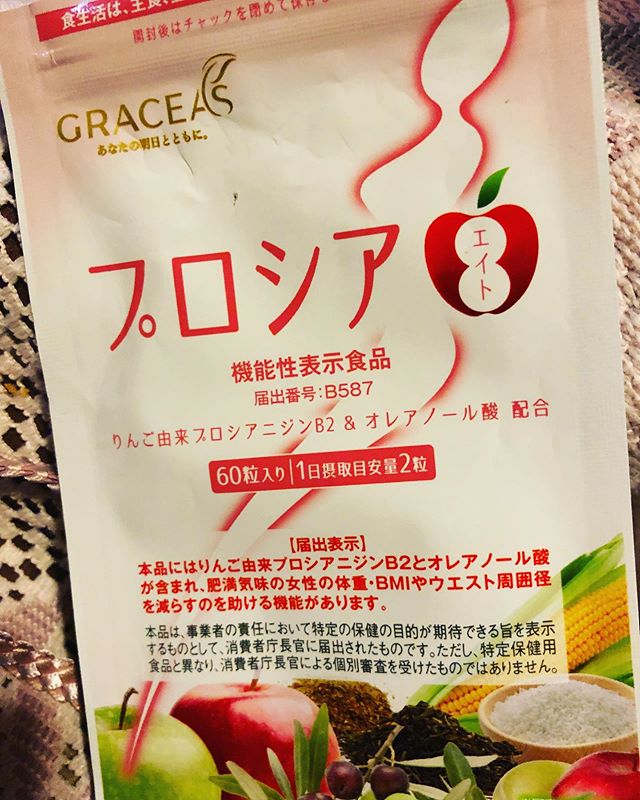 食生活は、主食、主
開封後はチャックを閉めて保存
GRACEAS
あなたの明日とともに。
プロシア
エイト
機能性表示食品
届出番号:B587
りんご由来プロシアニジンB2 & オレアノール酸 配合
60粒入り|1日摂取目安量2粒
【届出表示】
本品にはりんご由来プロシアニジンB2とオレアノール酸
が含まれ、肥満気味の女性の体重・BMIやウエスト周囲径
を減らすのを助ける機能があります。
本品は、事業者の責任において特定の保健の目的が期待できる旨を表示
するものとして、消費者庁長官に届出されたものです。ただし、特定保健用
食品と異なり、消費者庁長官による個別審査を受けたものではありません。